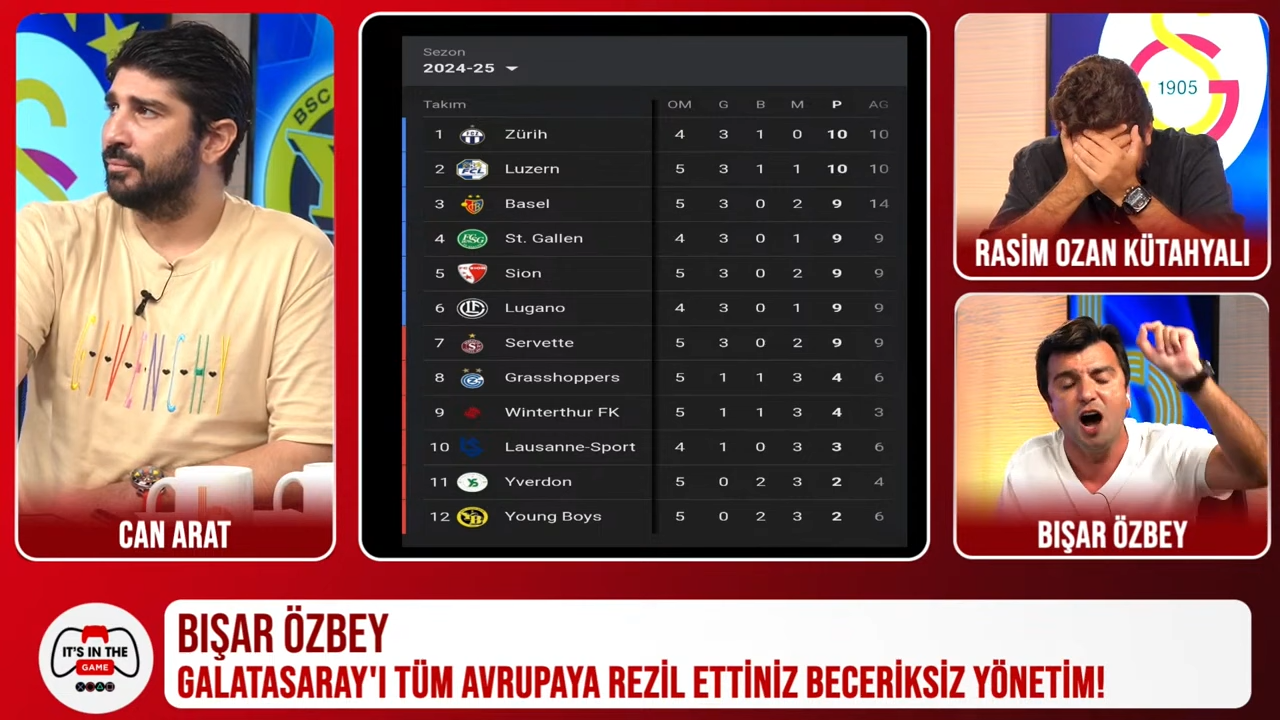 BSC
CAN ARAT
Sezon
2024-25
Takım OM G B M P AG
1 Zürih 4 3 1 0 10 10
2 Luzern 5 3 1 1 10 10
3 Basel 5 3 0 2 9 14
4 St. Gallen 4 3 0 1 9 9
5 Sion 5 3 0 2 9 9
6 Lugano 4 3 0 1 9 9
7 Servette 5 3 0 2 9 9
8 Grasshoppers 5 1 1 3 4 6
9 Winterthur FK 5 1 1 3 4 3
10 Lausanne-Sport 4 1 0 3 3 6
11 Yverdon 5 0 2 3 2 4
12 Young Boys 5 0 2 3 2 6
1905
RASİM OZAN KÜTAHYALI
BIŞAR ÖZBEY
IT'S IN THE
GAME
BIŞAR ÖZBEY
GALATASARAY'I TÜM AVRUPAYA REZİL ETTİNİZ BECERİKSİZ YÖNETİM!